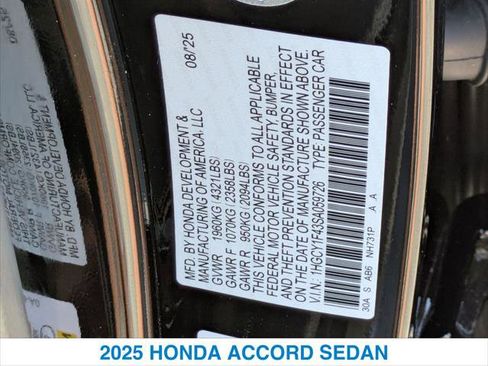 MFD. BY HONDA DEVELOPMENT & 08/25
MANUFACTURING OF AMERICA, LLC
GVWR 1960KG(4321LBS)
GAWR F 1070KG(2358LBS)
GAWR R 960KG(2094LBS)
THIS VEHICLE CONFORMS TO ALL APPLICABLE
FEDERAL MOTOR VEHICLE SAFETY, BUMPER,
AND THEFT PREVENTION STANDARDS IN EFFECT
ON THE DATE OF MANUFACTURE SHOWN ABOVE.
V.I.N. 1HGCY1F43SA059726 TYPE:PASSENGER CAR
30A S AB6 NH731P A A
2025 HONDA ACCORD SEDAN